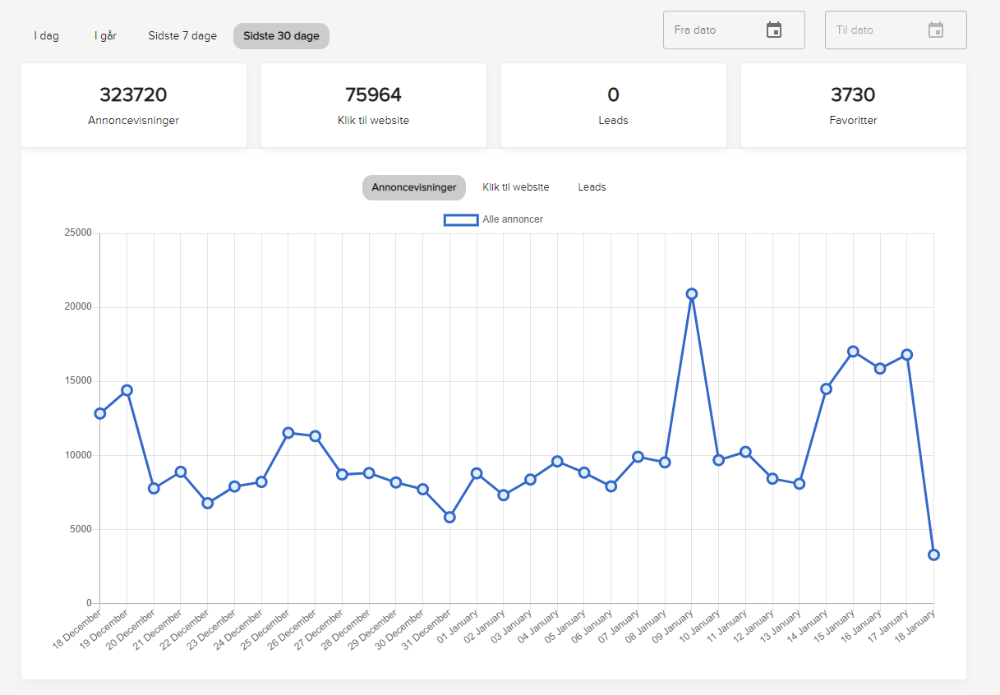 I dag I går Sidste 7 dage Sidste 30 dage Fra dato Til dato
323720 75964 0 3730
Annoncevisninger Klik til website Leads Favoritter
Annoncevisninger Klik til website Leads
Alle annoncer
25000
20000
15000
10000
5000
0
18 December 19 December 20 December 21 December 22 December 23 December 24 December 25 December 26 December 27 December 28 December 29 December 30 December 31 December 01 January 02 January 03 January 04 January 05 January 06 January 07 January 08 January 09 January 10 January 11 January 12 January 13 January 14 January 15 January 16 January 17 January 18 January